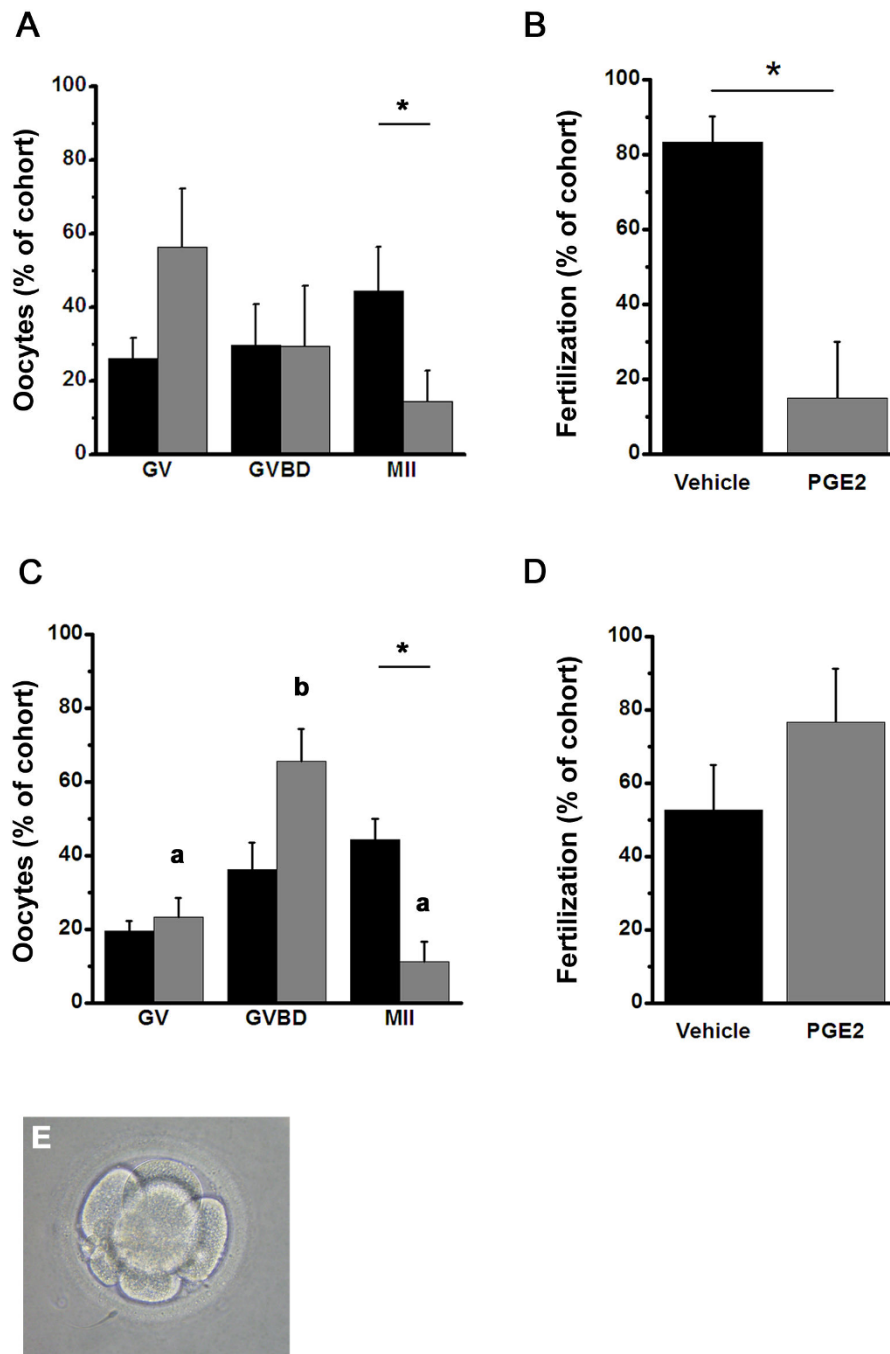 A
Oocytes (% of cohort)
100
80
60
40
20
0
*
GV GVBD MII
B
Fertilization (% of cohort)
100
80
60
40
20
0
*
Vehicle PGE2
C
Oocytes (% of cohort)
100
80
60
40
20
0
a
b
*
a
GV GVBD MII
D
Fertilization (% of cohort)
100
80
60
40
20
0
Vehicle PGE2
E